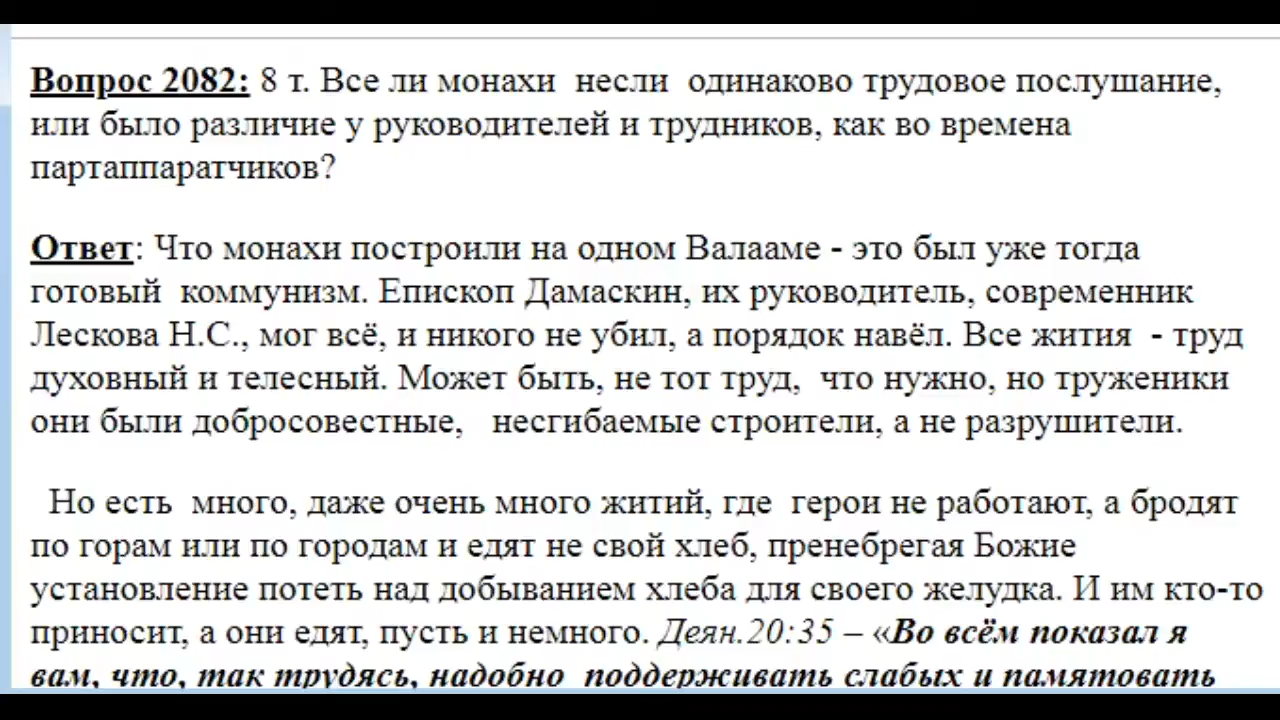 Вопрос 2082: 8 т. Все ли монахи несли одинаково трудовое послушание,
или было различие у руководителей и трудников, как во времена
партаппаратчиков?
Ответ: Что монахи построили на одном Валааме - это был уже тогда
готовый коммунизм. Епископ Дамаскин, их руководитель, современник
Лескова Н.С., мог всё, и никого не убил, а порядок навёл. Все жития - труд
духовный и телесный. Может быть, не тот труд, что нужно, но труженики
они были добросовестные, несгибаемые строители, а не разрушители.
Но есть много, даже очень много житий, где герои не работают, а бродят
по горам или по городам и едят не свой хлеб, пренебрегая Божие
установление потеть над добыванием хлеба для своего желудка. И им кто-то
приносит, а они едят, пусть и немного. Деян.20:35 – «Во всём показал я
вам, что, так трудясь, надобно поддерживать слабых и памятовать